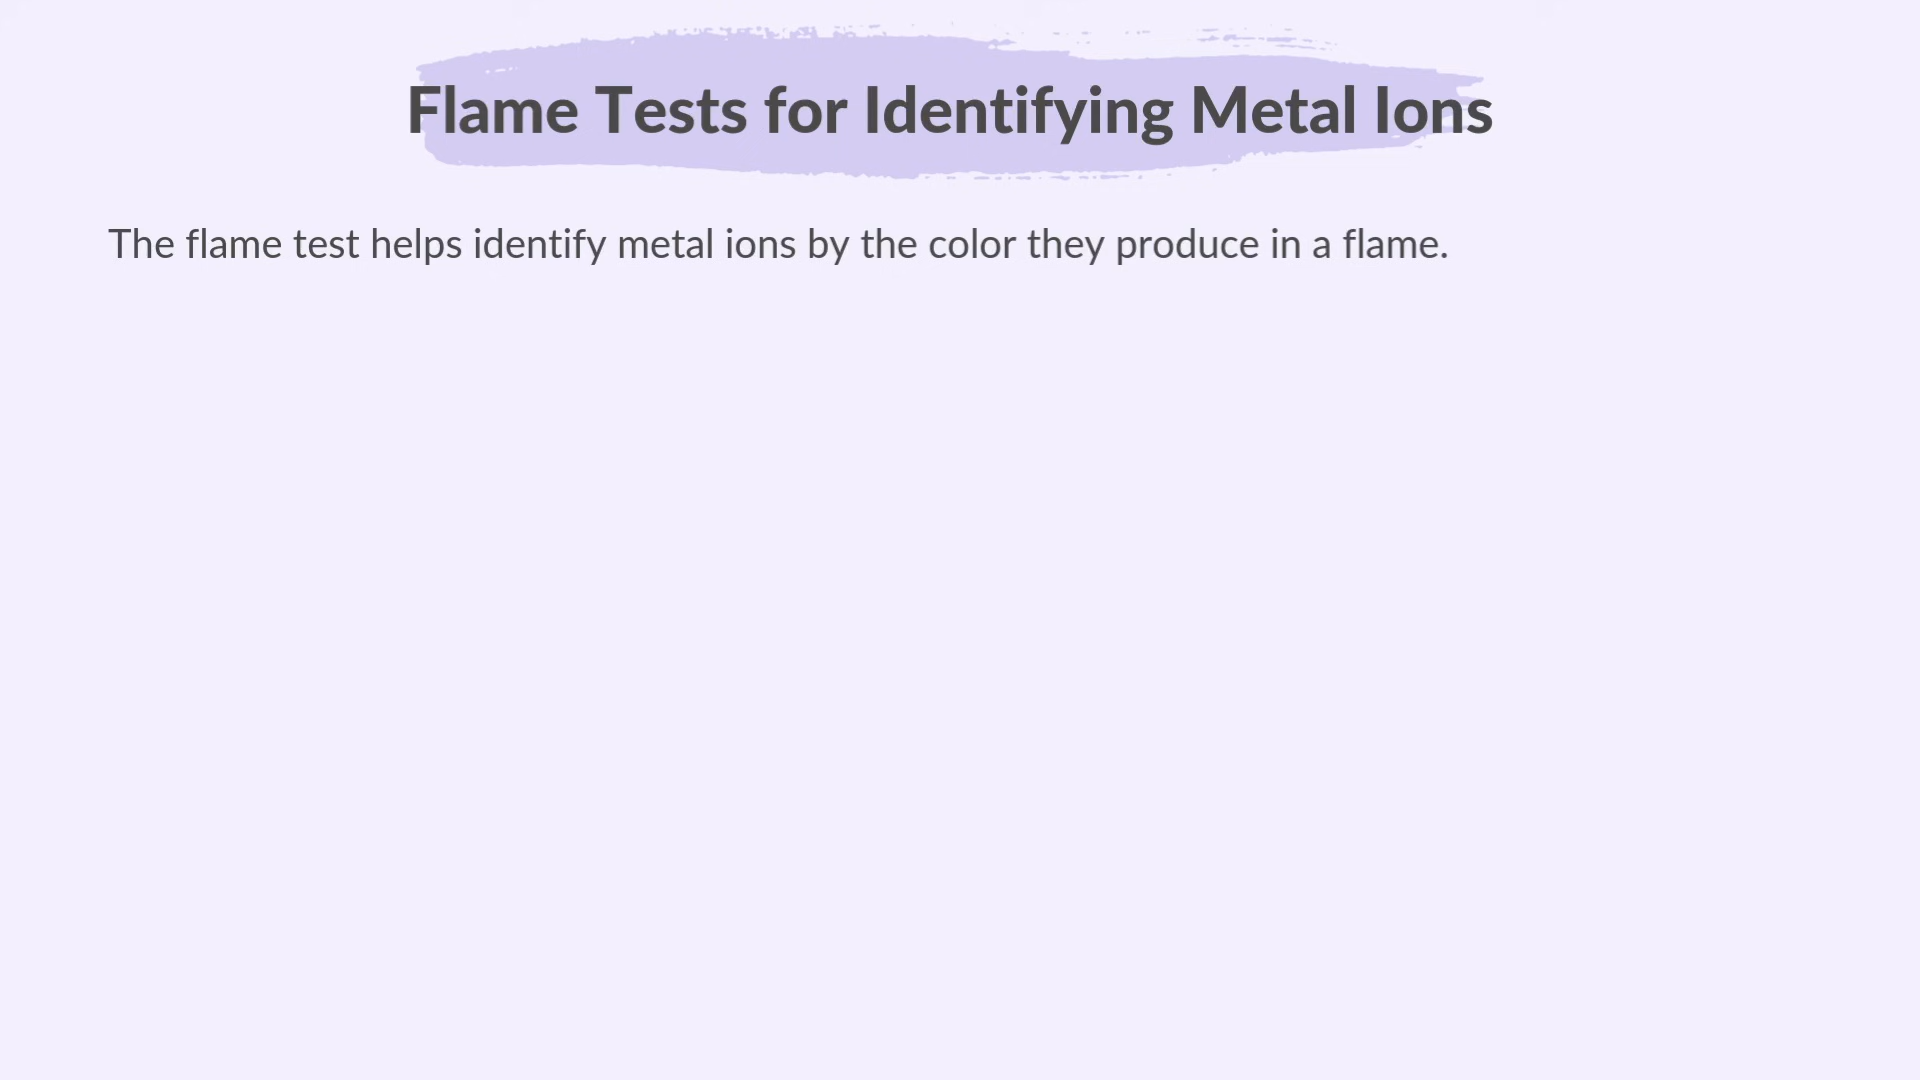 Flame Tests for Identifying Metal Ions
The flame test helps identify metal ions by the color they produce in a flame.